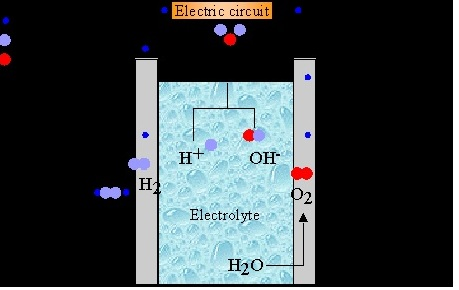 Electric circuit
H+
OH-
H2
O2
Electrolyte
H2O